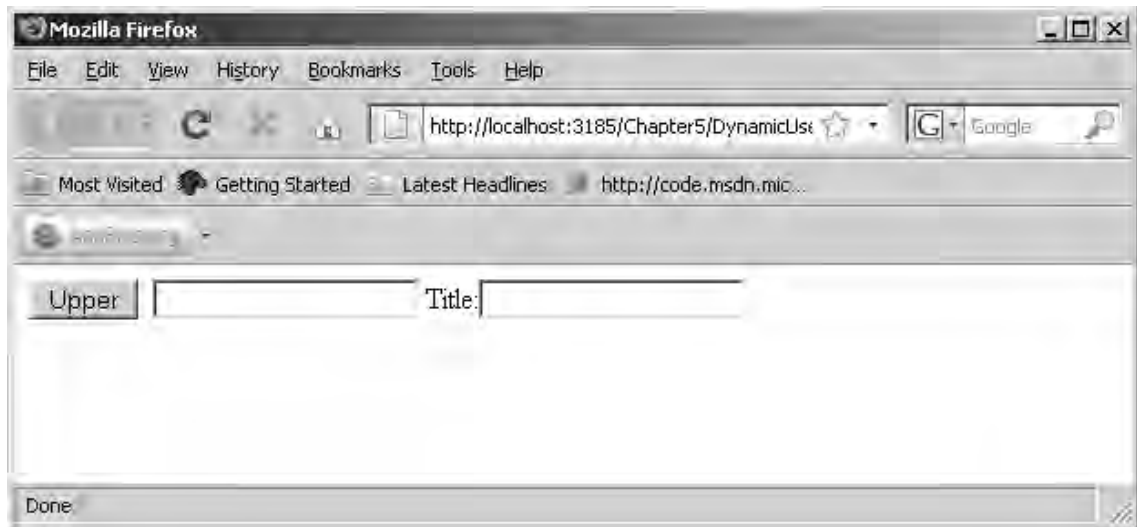 Mozilla Firefox
File Edit View History Bookmarks Tools Help
http://localhost:3185/Chapter5/DynamicUse G Google
Most Visited Getting Started Latest Headlines http://code.msdn.mic...
Upper Title:
Done